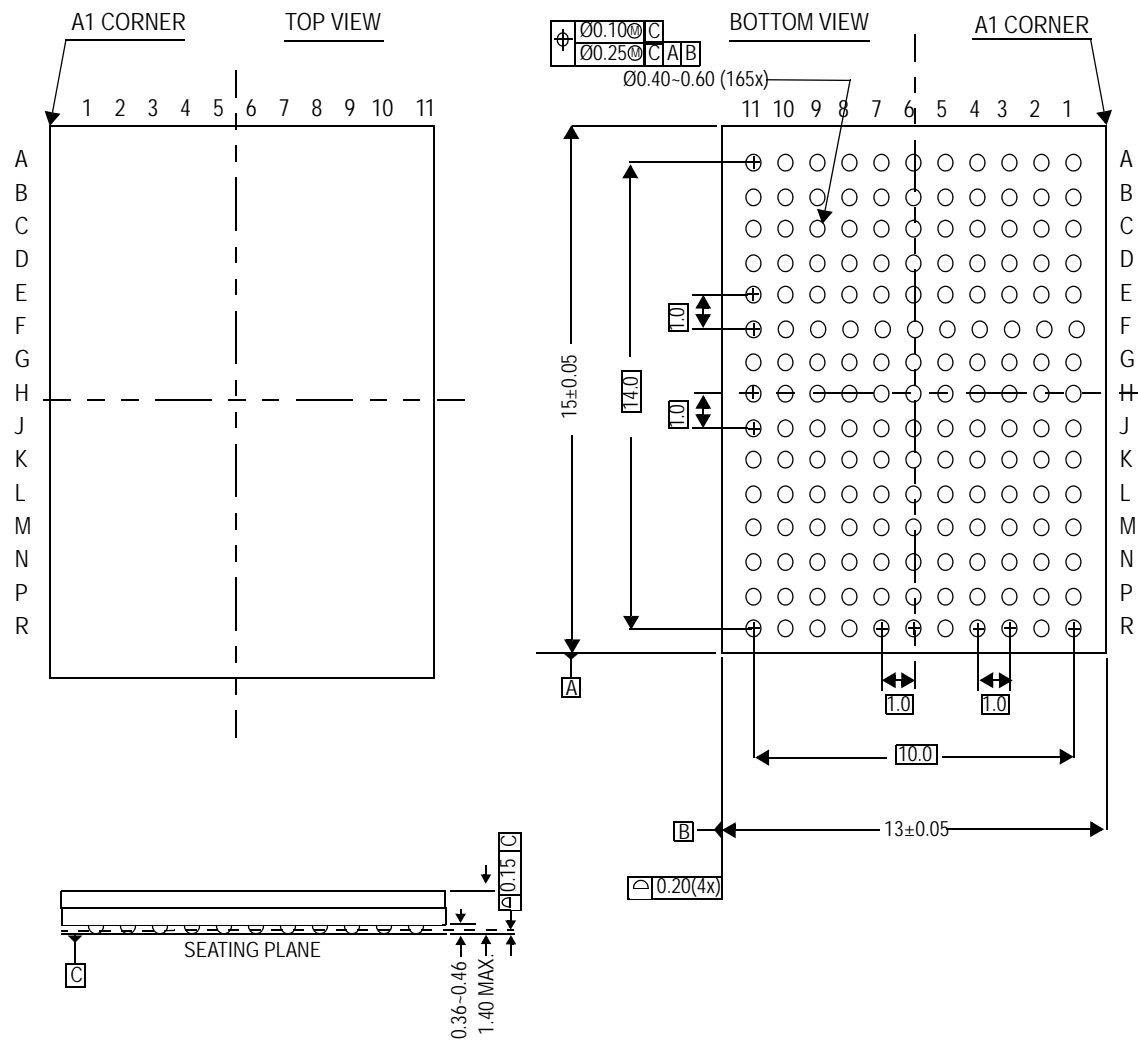 A1 CORNER
TOP VIEW
1 2 3 4 5 6 7 8 9 10 11
A
B
C
D
E
F
G
H
J
K
L
M
N
P
R
Ø0.10Ⓜ C
Ø0.25Ⓜ C A B
BOTTOM VIEW
A1 CORNER
Ø0.40~0.60 (165x)
11 10 9 8 7 6 5 4 3 2 1
A
B
C
D
E
F
G
H
J
K
L
M
N
P
R
15±0.05
14.0
1.0
1.0
A
1.0
1.0
10.0
B
13±0.05
0.20(4x)
0.15 C
SEATING PLANE
C
0.36~0.46
1.40 MAX.